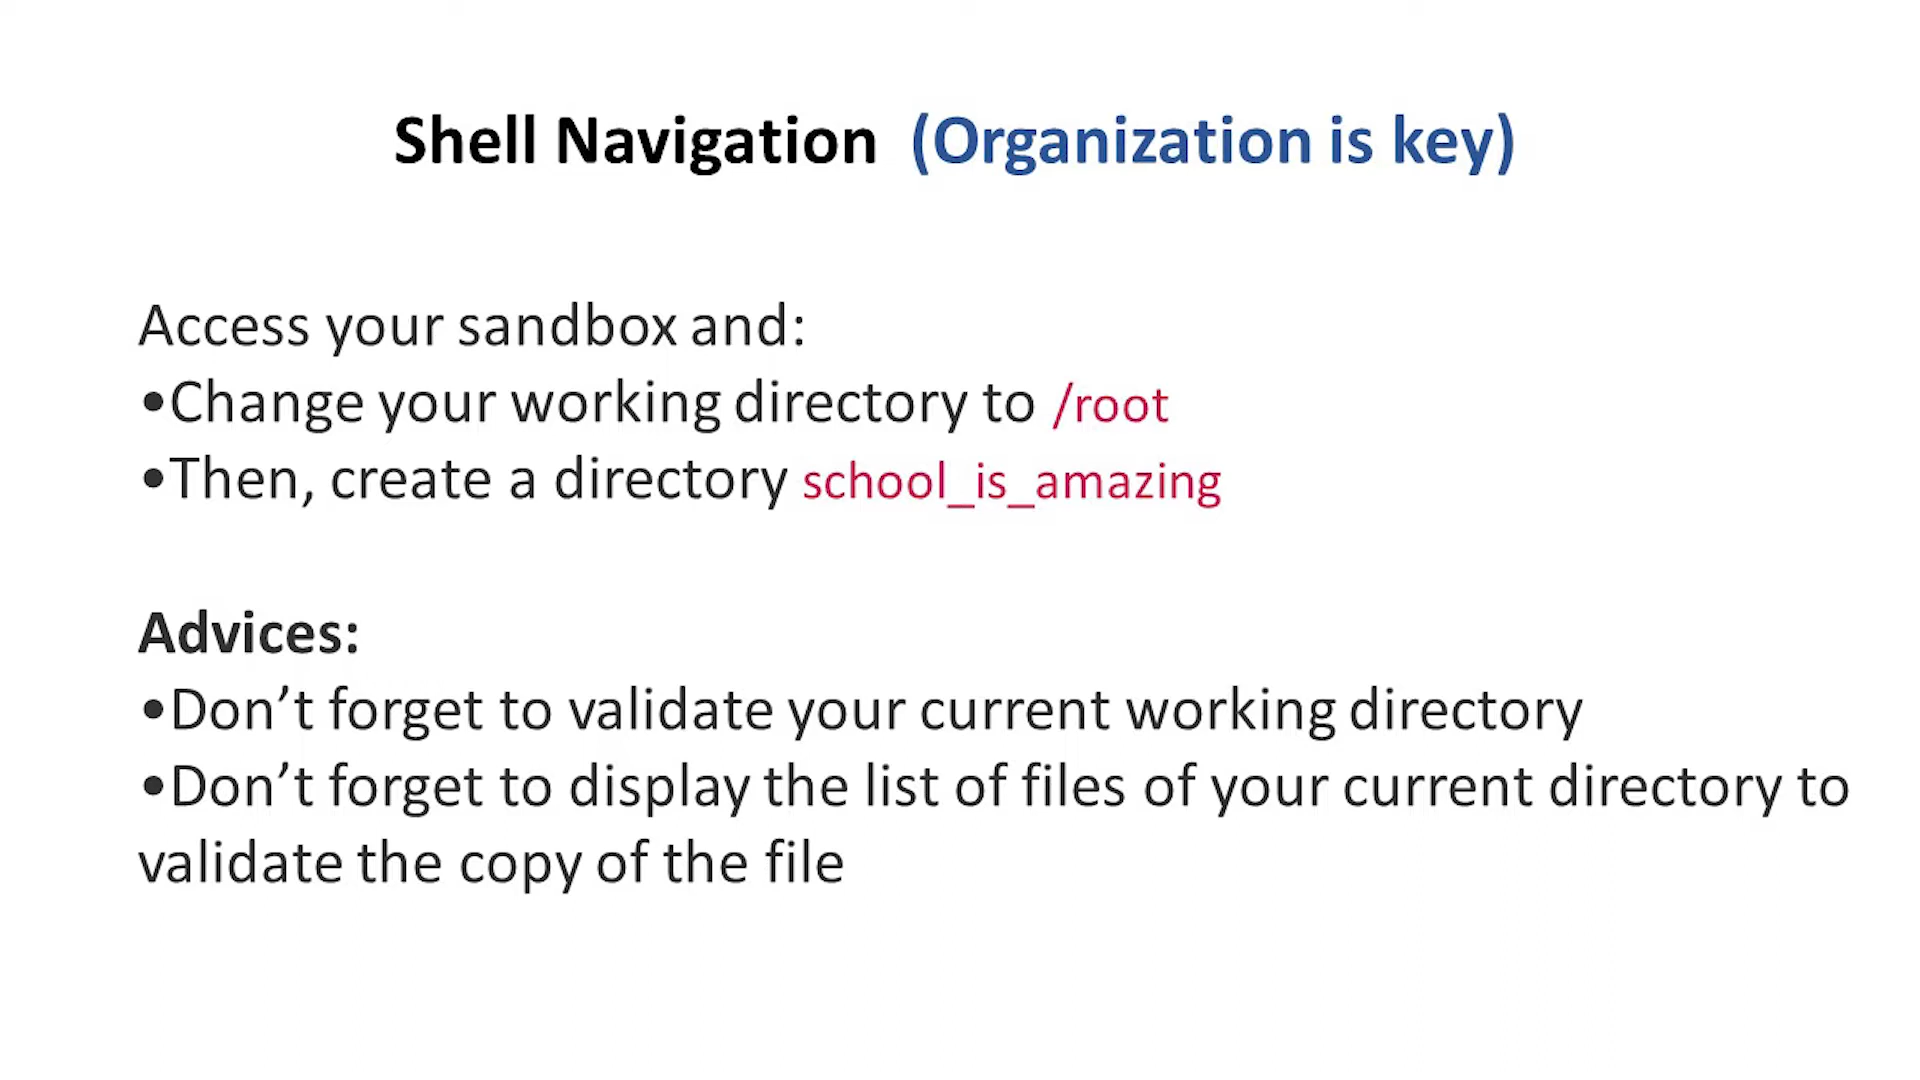 Shell Navigation (Organization is key)
Access your sandbox and:
•Change your working directory to /root
•Then, create a directory school_is_amazing
Advices:
•Don’t forget to validate your current working directory
•Don’t forget to display the list of files of your current directory to
validate the copy of the file